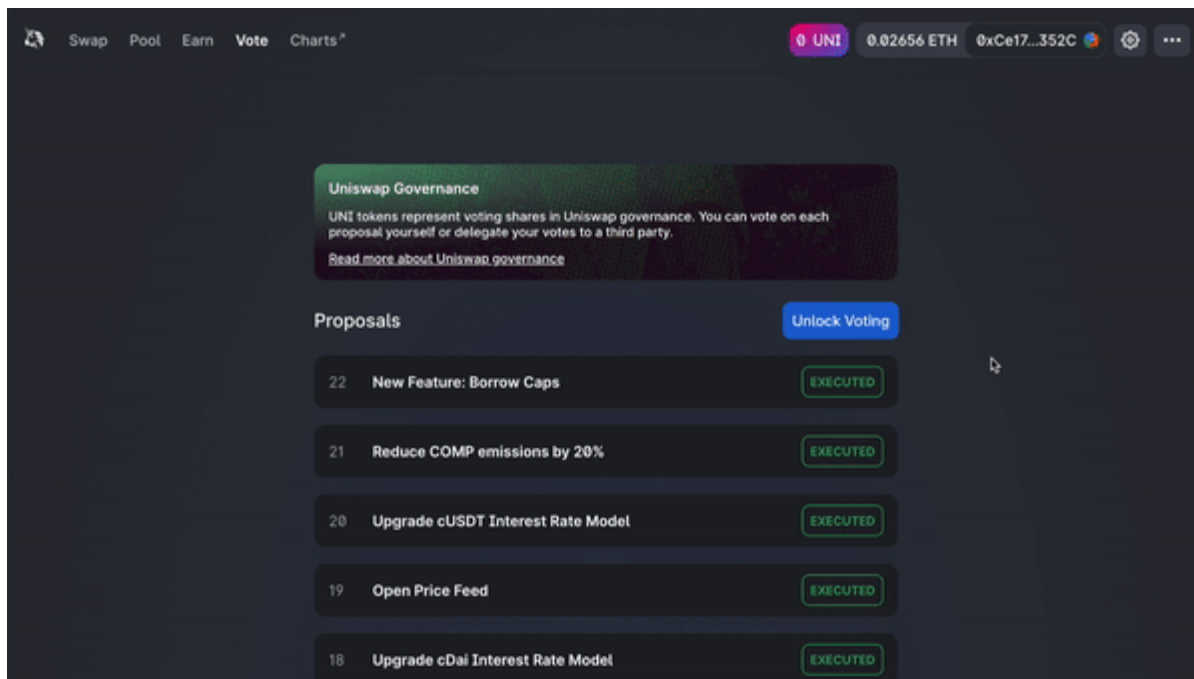 Swap Pool Earn Vote Charts↗ 0 UNI 0.02656 ETH 0xCe17...352C
Uniswap Governance
UNI tokens represent voting shares in Uniswap governance. You can vote on each
proposal yourself or delegate your votes to a third party.
Read more about Uniswap governance
Proposals Unlock Voting
22 New Feature: Borrow Caps EXECUTED
21 Reduce COMP emissions by 20% EXECUTED
20 Upgrade cUSDT Interest Rate Model EXECUTED
19 Open Price Feed EXECUTED
18 Upgrade cDai Interest Rate Model EXECUTED